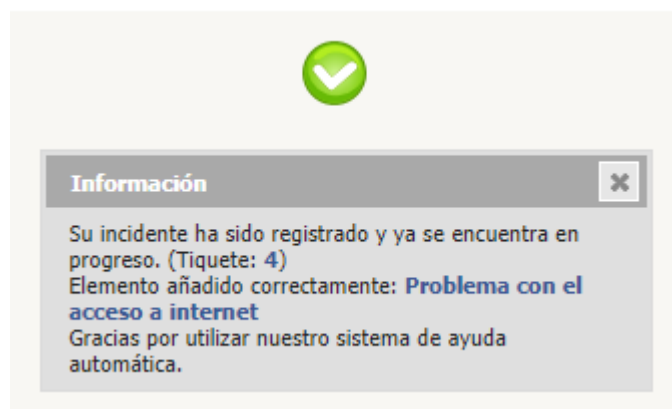 Información
Su incidente ha sido registrado y ya se encuentra en
progreso. (Tiquete: 4)
Elemento añadido correctamente: Problema con el
acceso a internet
Gracias por utilizar nuestro sistema de ayuda
automática.